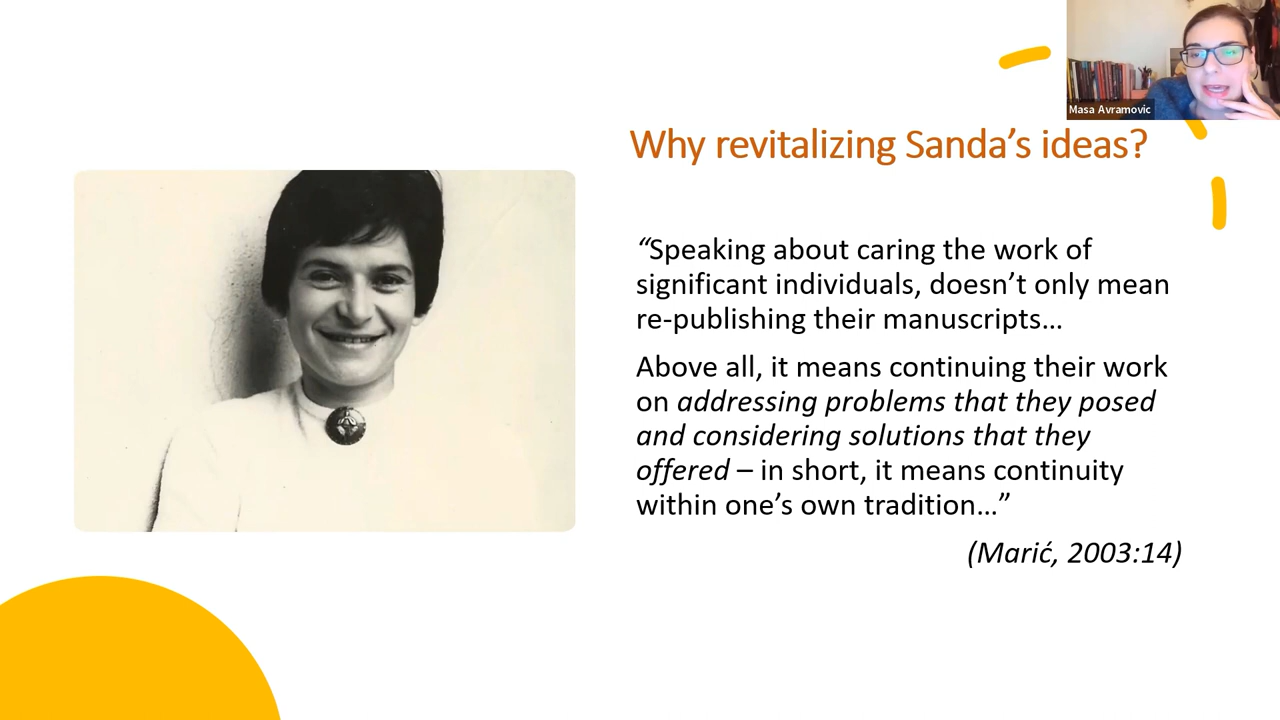 Masa Avramovic
Why revitalizing Sanda’s ideas?
“Speaking about caring the work of
significant individuals, doesn’t only mean
re-publishing their manuscripts…
Above all, it means continuing their work
on addressing problems that they posed
and considering solutions that they
offered – in short, it means continuity
within one’s own tradition…”
(Marić, 2003:14)